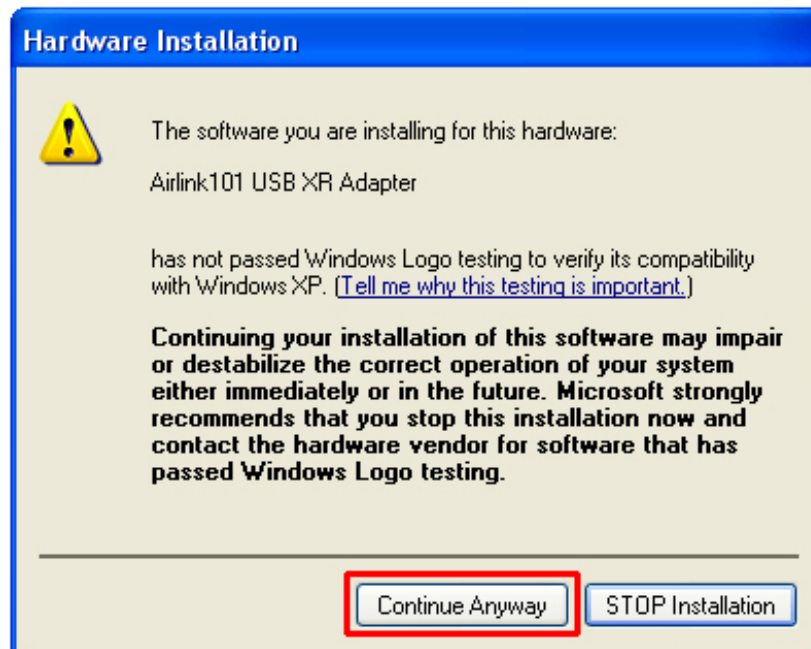 Hardware Installation
The software you are installing for this hardware:
Airlink101 USB XR Adapter
has not passed Windows Logo testing to verify its compatibility
with Windows XP. (Tell me why this testing is important.)
Continuing your installation of this software may impair
or destabilize the correct operation of your system
either immediately or in the future. Microsoft strongly
recommends that you stop this installation now and
contact the hardware vendor for software that has
passed Windows Logo testing.
Continue Anyway
STOP Installation